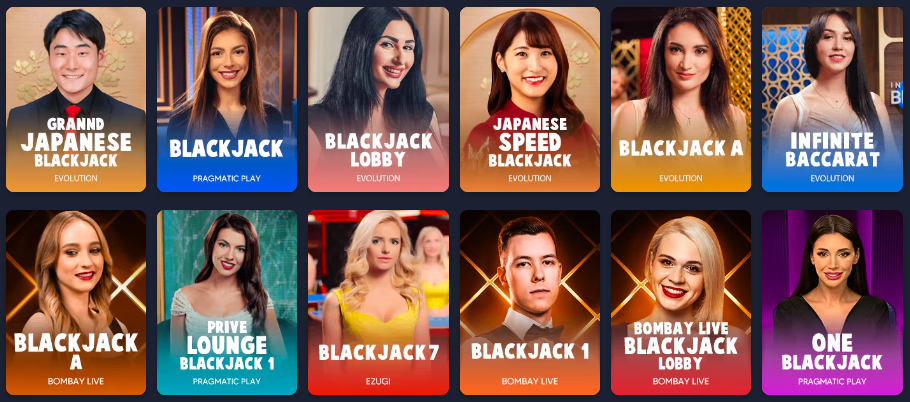 GRANND
JAPANESE
BLACKJACK
EVOLUTION
BLACKJACK
PRAGMATIC PLAY
BLACKJACK
LOBBY
EVOLUTION
JAPANESE
SPEED
BLACKJACK
EVOLUTION
BLACKJACK A
EVOLUTION
INFINITE
BACCARAT
EVOLUTION
BLACKJACK
A
BOMBAY LIVE
PRIVE
LOUNGE
BLACKJACK 1
PRAGMATIC PLAY
BLACKJACK 7
EZUGI
BLACKJACK 1
BOMBAY LIVE
BOMBAY LIVE
BLACKJACK
LOBBY
BOMBAY LIVE
ONE
BLACKJACK
PRAGMATIC PLAY